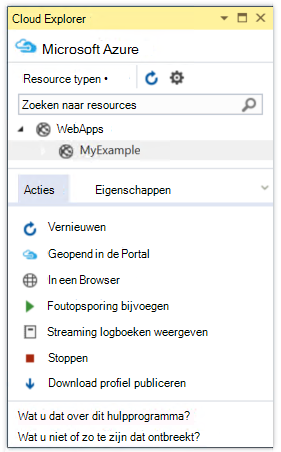 Cloud Explorer
Microsoft Azure
Resource typen •
Zoeken naar resources
WebApps
MyExample
Acties Eigenschappen
Vernieuwen
Geopend in de Portal
In een Browser
Foutopsporing bijvoegen
Streaming logboeken weergeven
Stoppen
Download profiel publiceren
Wat u dat over dit hulpprogramma?
Wat u niet of zo te zijn dat ontbreekt?